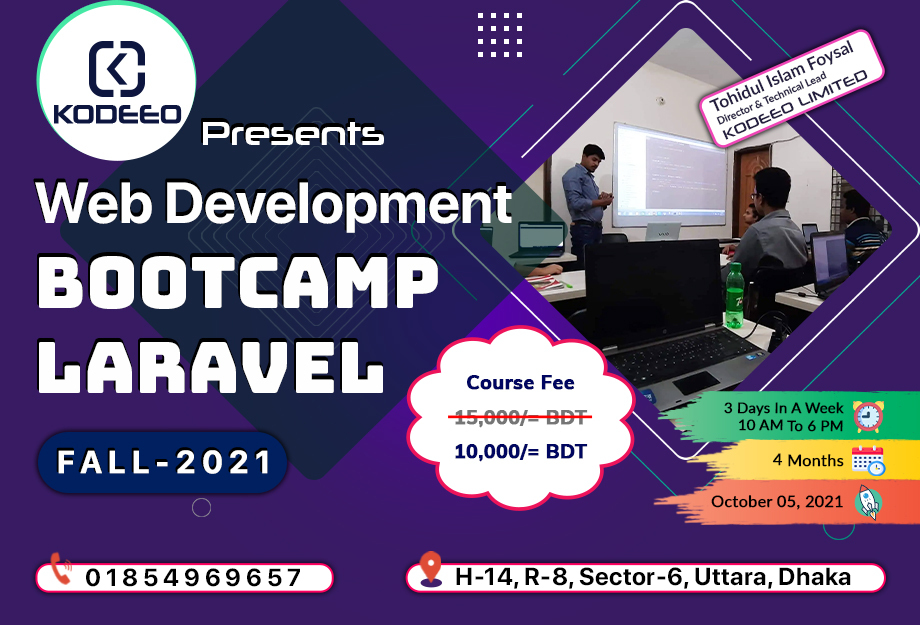 KODEEO
Presents
Web Development
BOOTCAMP
LARAVEL
FALL-2021
Tohidul Islam Foysal
Director & Technical Lead
KODEEO LIMITED
Course Fee
15,000/= BDT
10,000/= BDT
3 Days In A Week
10 AM To 6 PM
4 Months
October 05, 2021
01854969657
H-14, R-8, Sector-6, Uttara, Dhaka